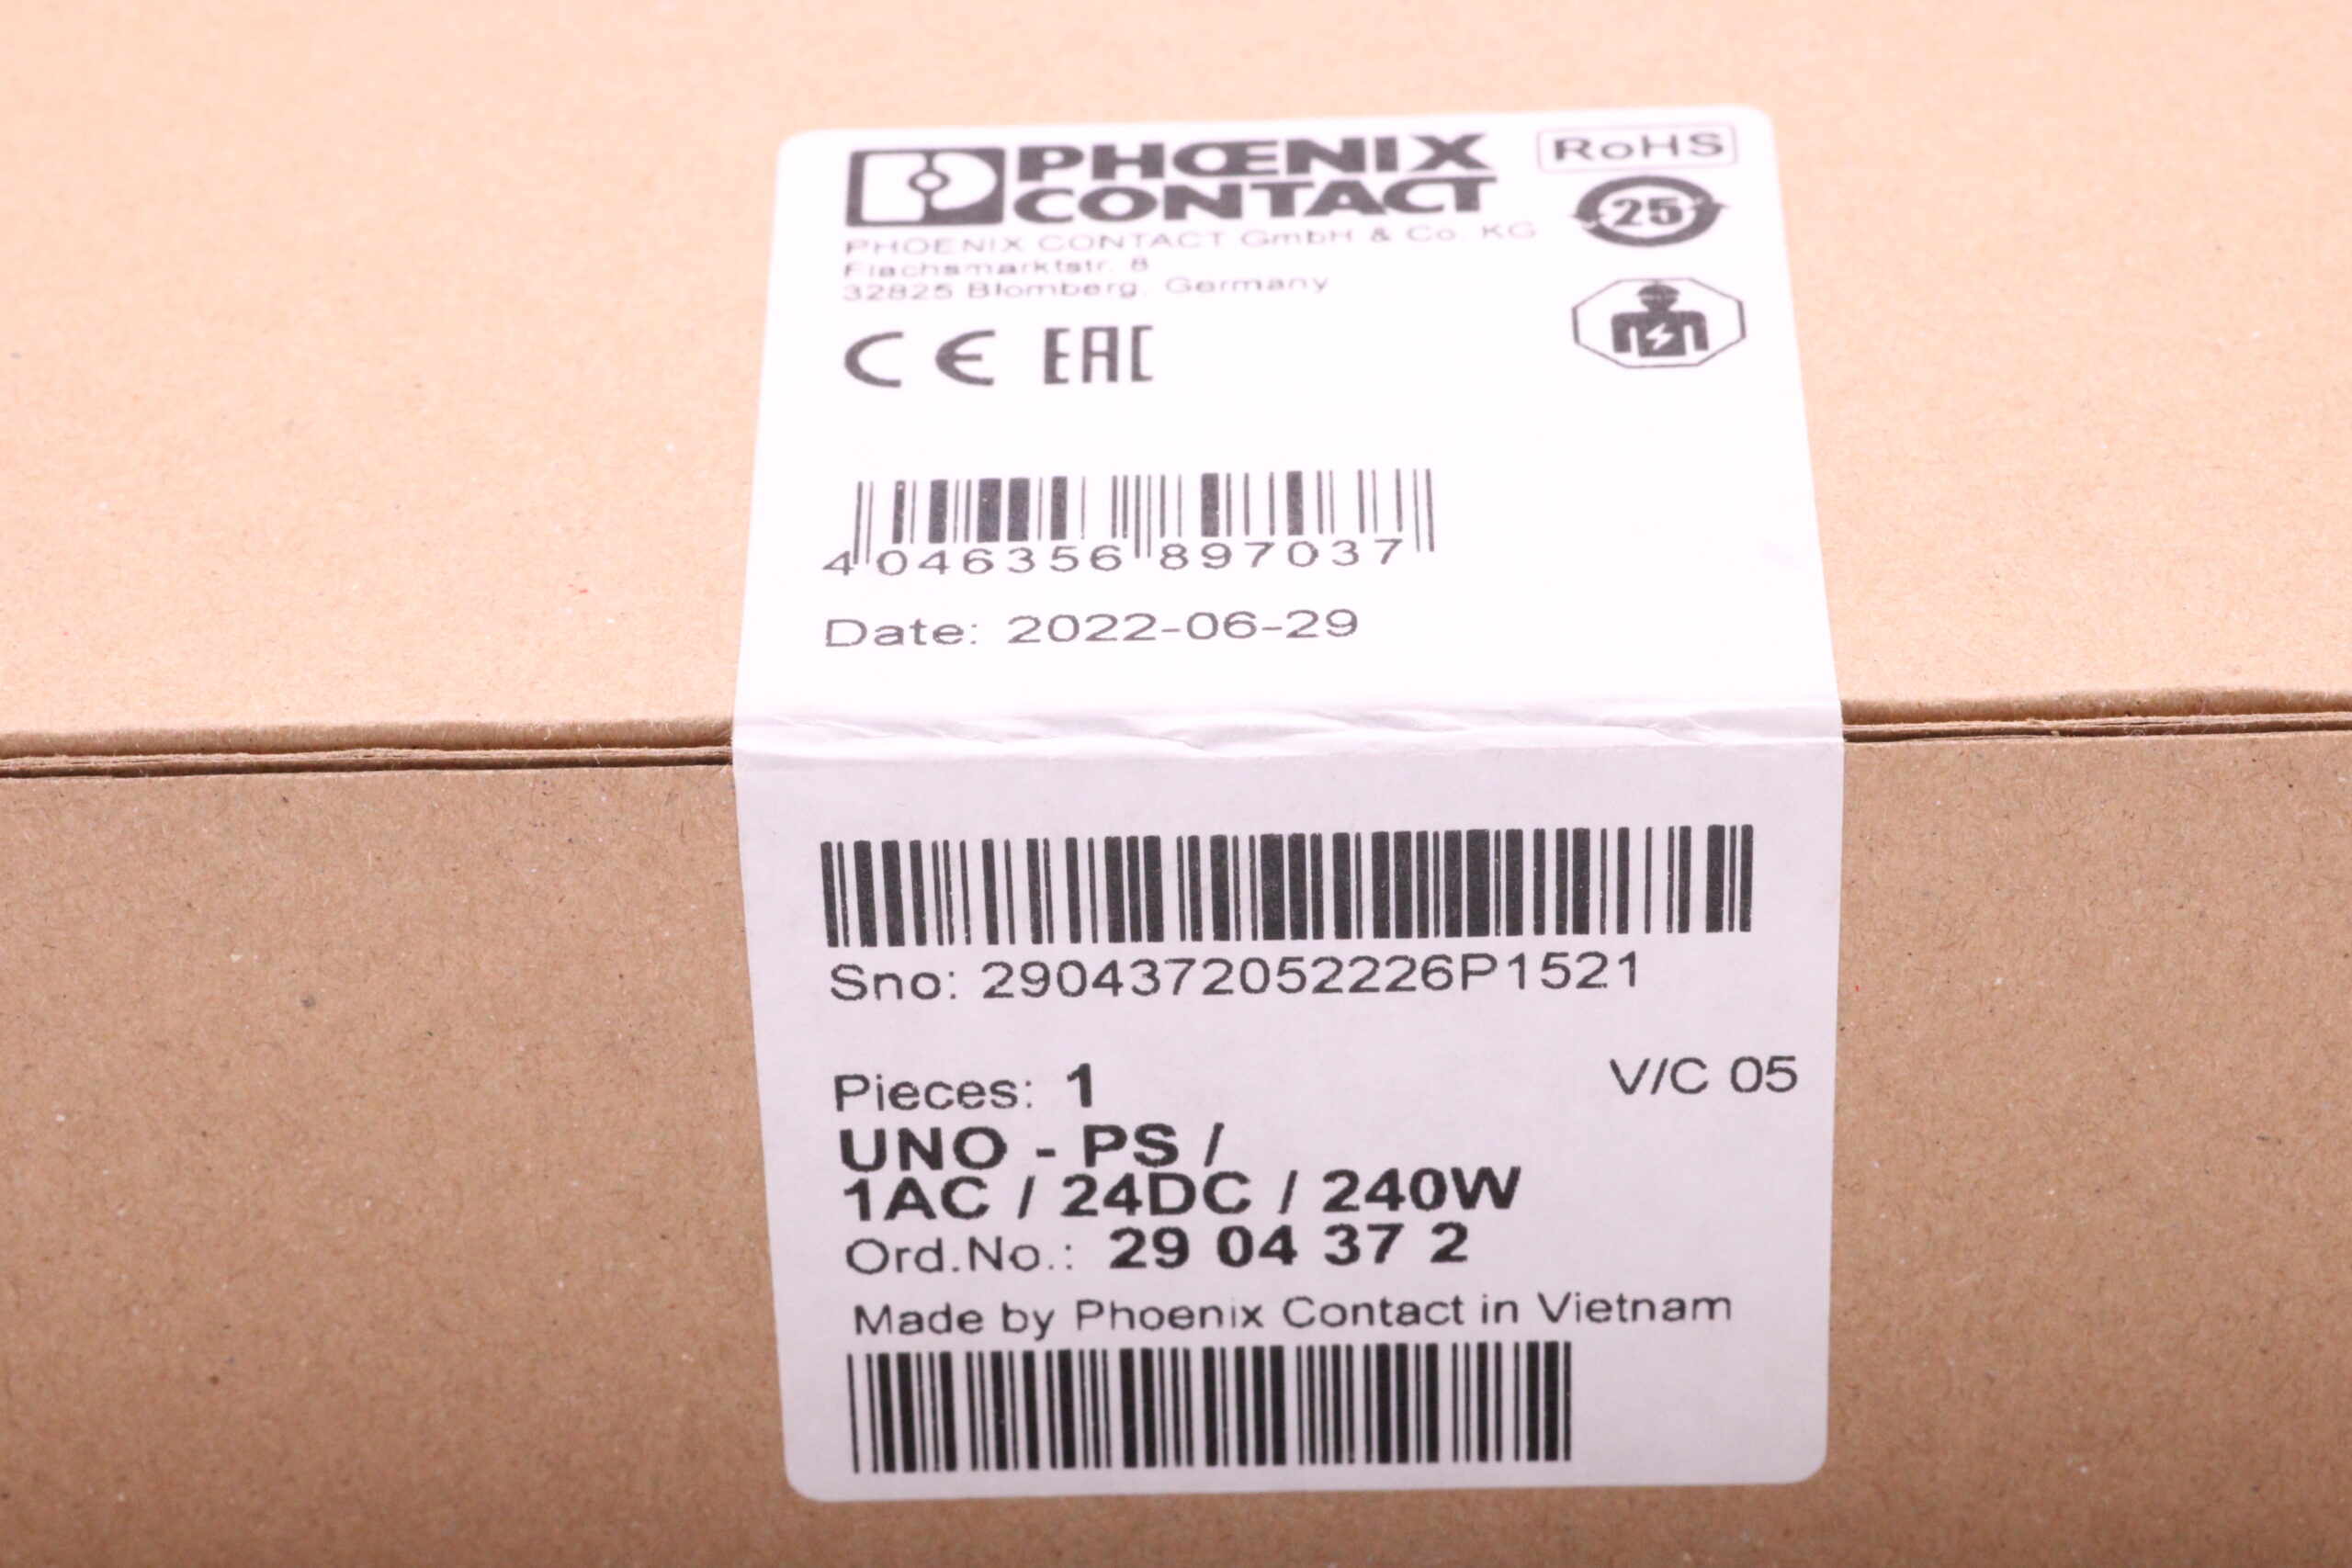 PHŒNIX
CONTACT
RoHS
25
PHOENIX CONTACT GmbH & Co. KG
Flachsmarktstr. 8
32825 Blomberg, Germany
CE EAC
4 046356 897037
Date: 2022-06-29
Sno: 2904372052226P1521
Pieces: 1
V/C 05
UNO - PS /
1AC / 24DC / 240W
Ord.No.: 29 04 37 2
Made by Phoenix Contact in Vietnam